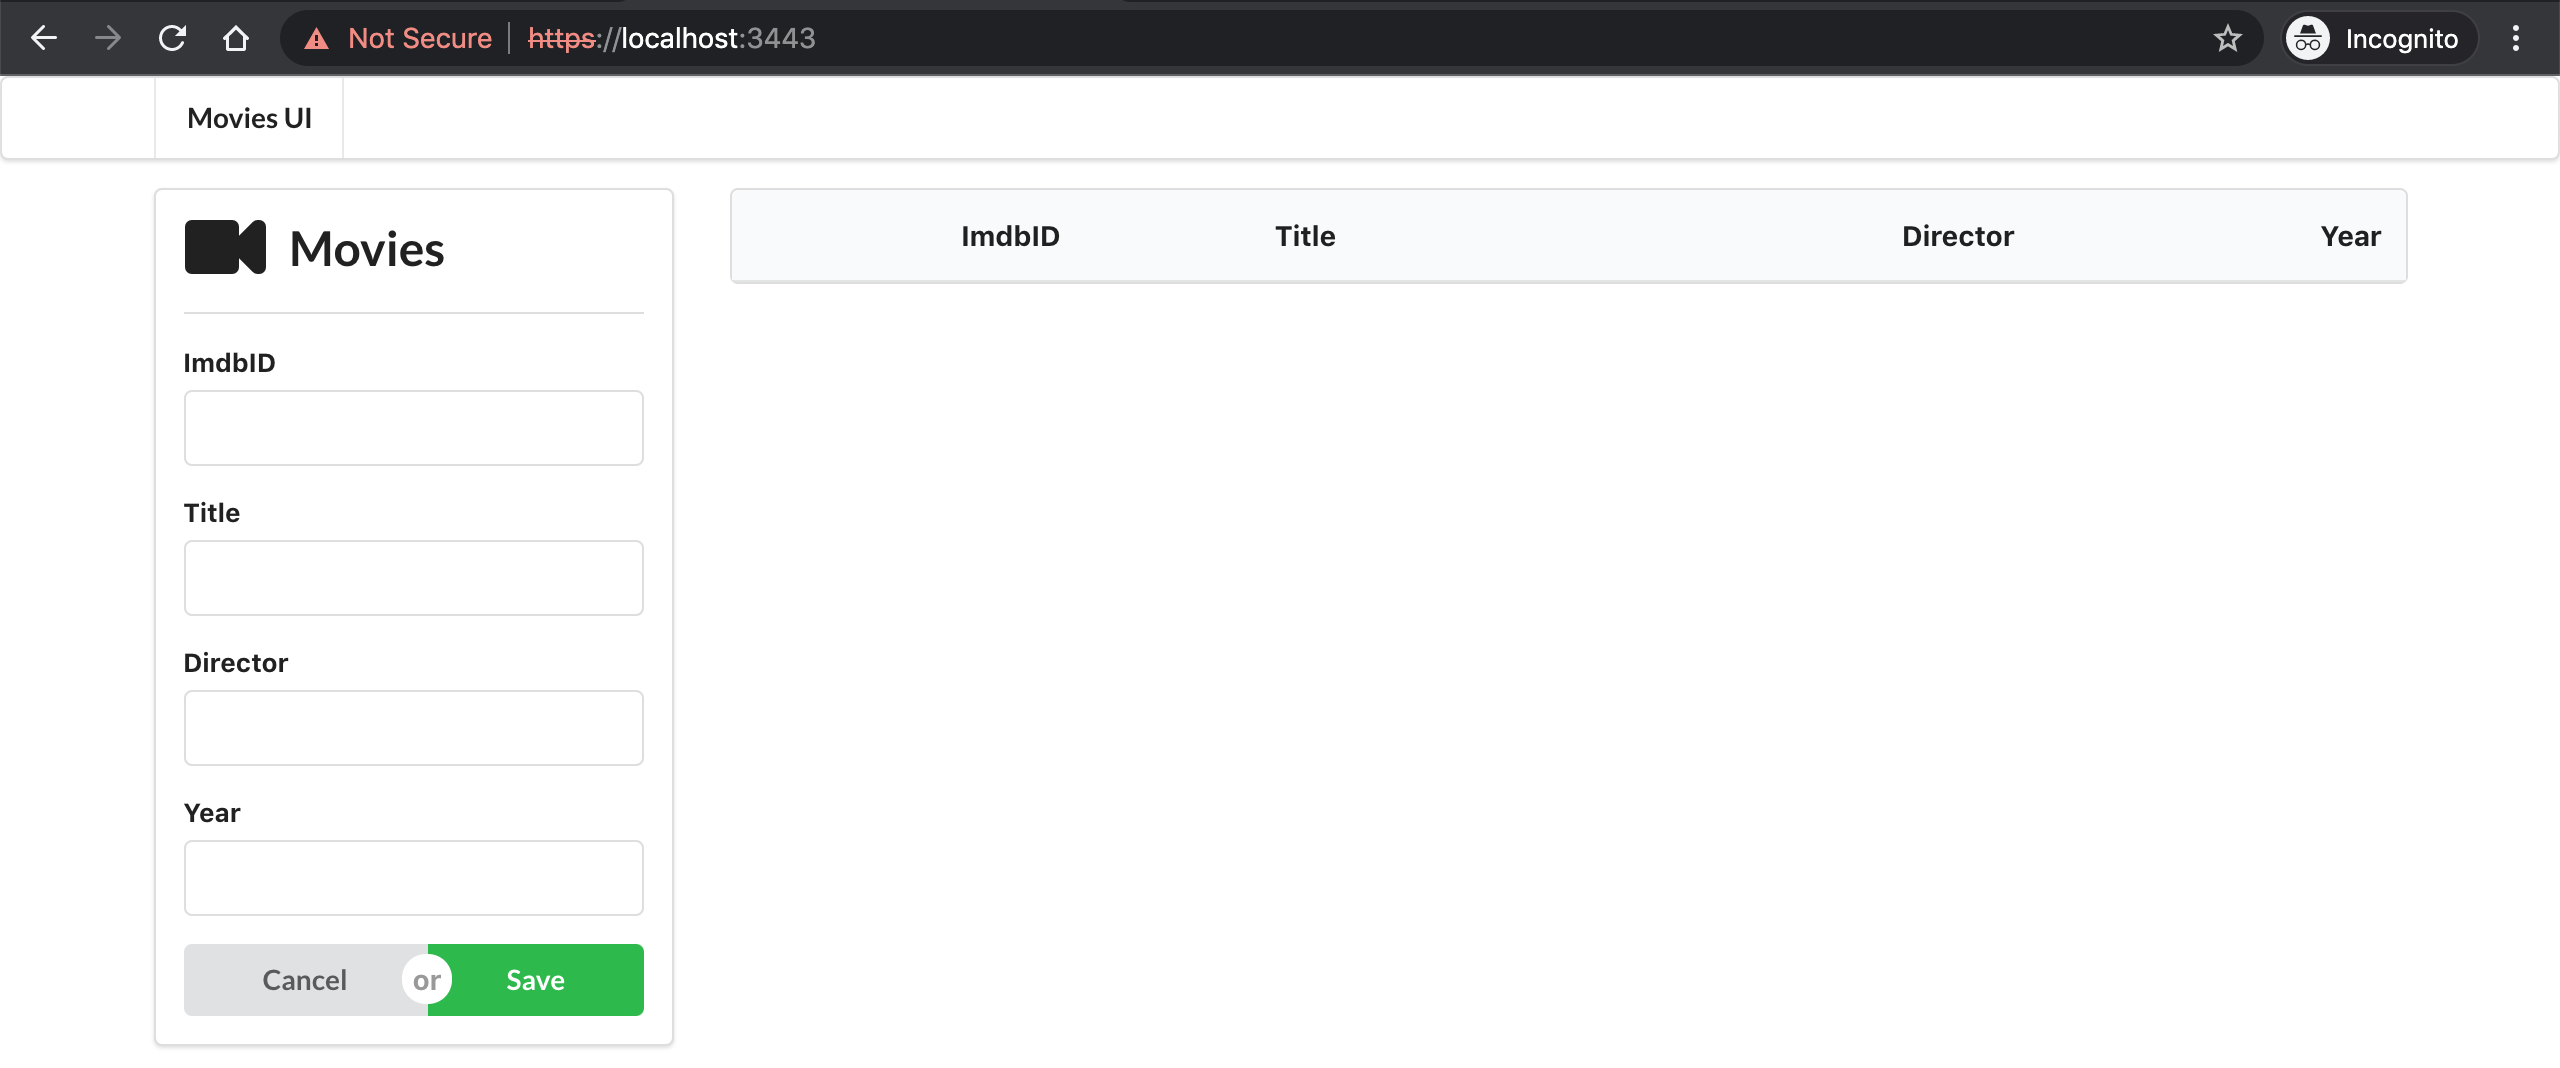 Not Secure https://localhost:3443 Incognito
Movies UI
Movies
ImdbID
Title
Director
Year
Cancel or Save
ImdbID Title Director Year